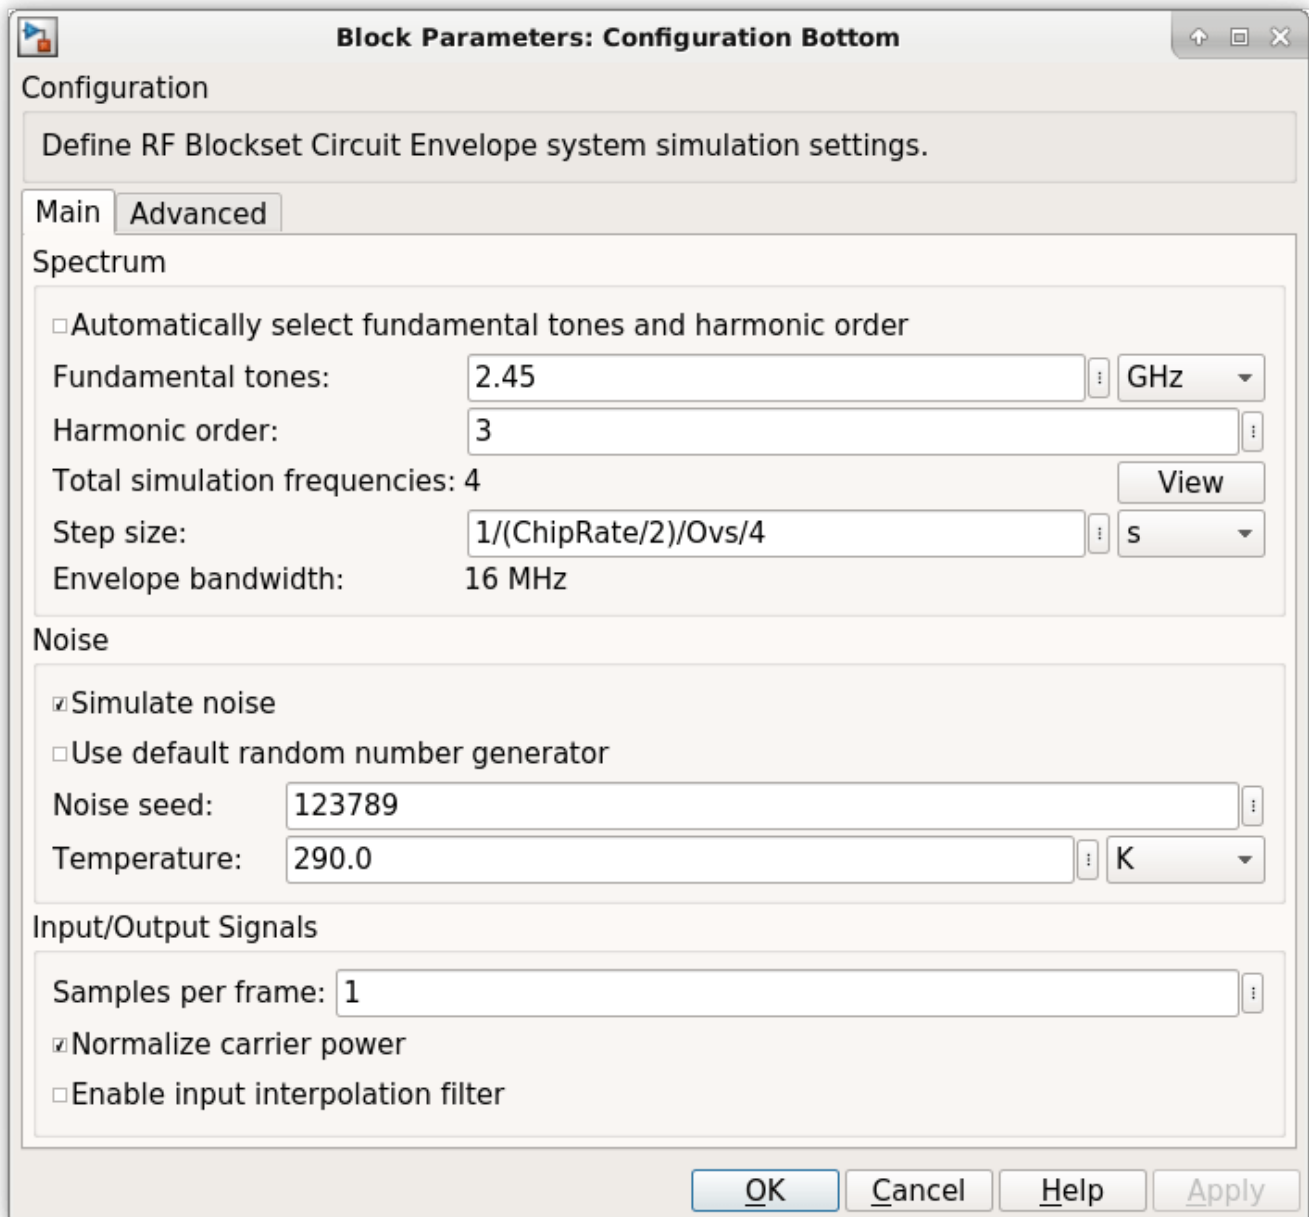 Block Parameters: Configuration Bottom
Configuration
Define RF Blockset Circuit Envelope system simulation settings.
Main Advanced
Spectrum
Automatically select fundamental tones and harmonic order
Fundamental tones: 2.45 GHz
Harmonic order: 3
Total simulation frequencies: 4 View
Step size: 1/(ChipRate/2)/Ovs/4 s
Envelope bandwidth: 16 MHz
Noise
Simulate noise
Use default random number generator
Noise seed: 123789
Temperature: 290.0 K
Input/Output Signals
Samples per frame: 1
Normalize carrier power
Enable input interpolation filter
OK Cancel Help Apply